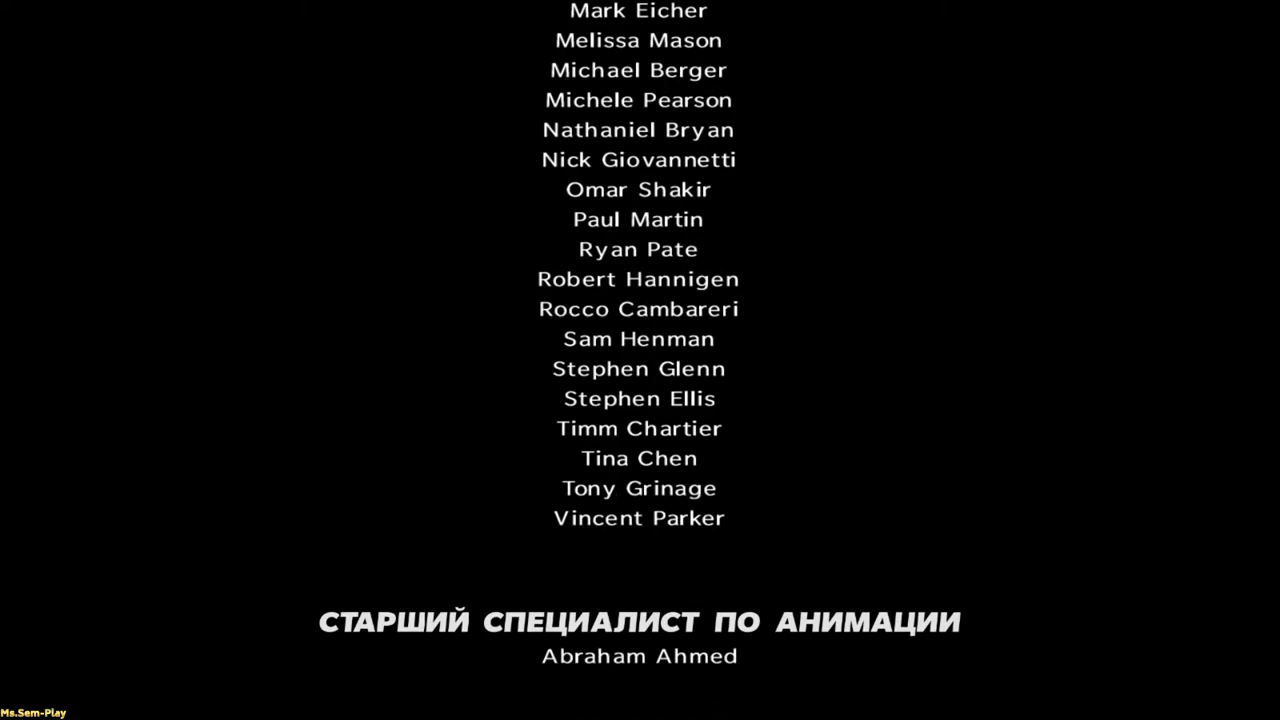 Mark Eicher
Melissa Mason
Michael Berger
Michele Pearson
Nathaniel Bryan
Nick Giovannetti
Omar Shakir
Paul Martin
Ryan Pate
Robert Hannigen
Rocco Cambareri
Sam Henman
Stephen Glenn
Stephen Ellis
Timm Chartier
Tina Chen
Tony Grinage
Vincent Parker
СТАРШИЙ СПЕЦИАЛИСТ ПО АНИМАЦИИ
Abraham Ahmed
Ms.Sem-Play